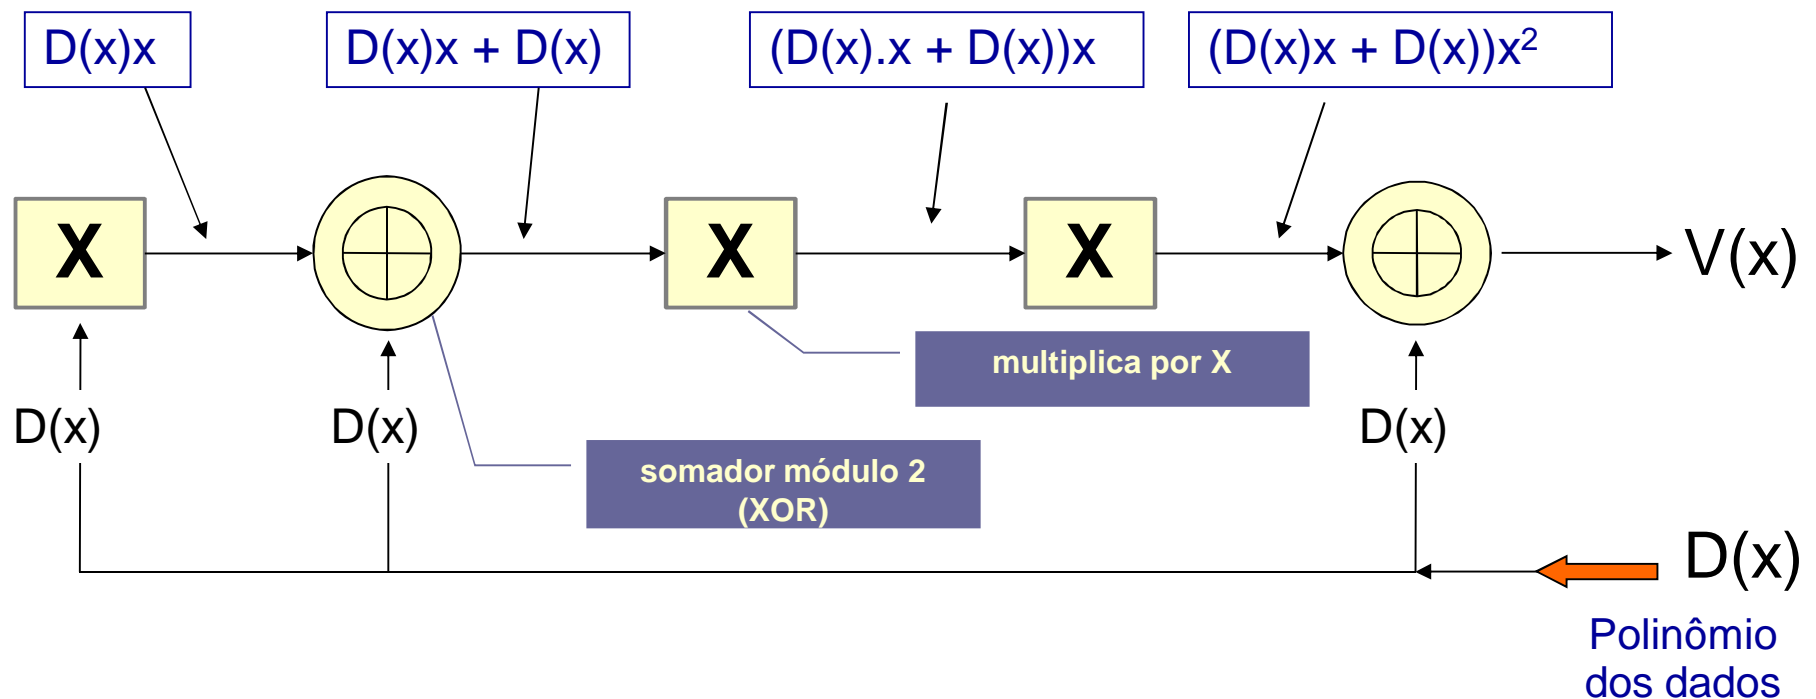 D(x)x
D(x)x + D(x)
(D(x).x + D(x))x
(D(x)x + D(x))x²
X
X
X
V(x)
multiplica por X
D(x)
D(x)
D(x)
somador módulo 2
(XOR)
D(x)
Polinômio
dos dados